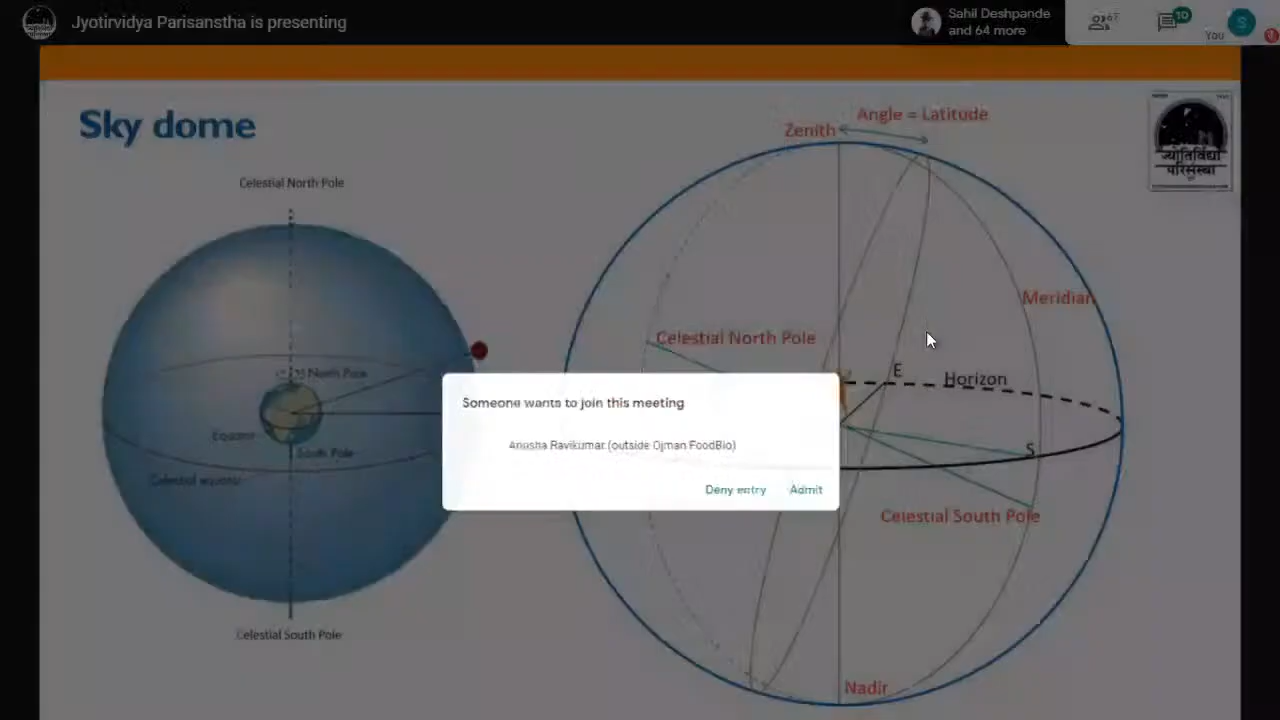 Jyotirvidya Parisanstha is presenting
Sahil Deshpande
and 64 more
67
10
You
S
Sky dome
Angle = Latitude
Zenith
ज्योतिर्विद्या
परिसंस्था
Celestial North Pole
Meridian
Celestial North Pole
North Pole
E
Horizon
Someone wants to join this meeting
Equator
Anusha Ravikumar (outside Ojman FoodBio)
South Pole
S
Celestial equator
Deny entry
Admit
Celestial South Pole
Celestial South Pole
Nadir